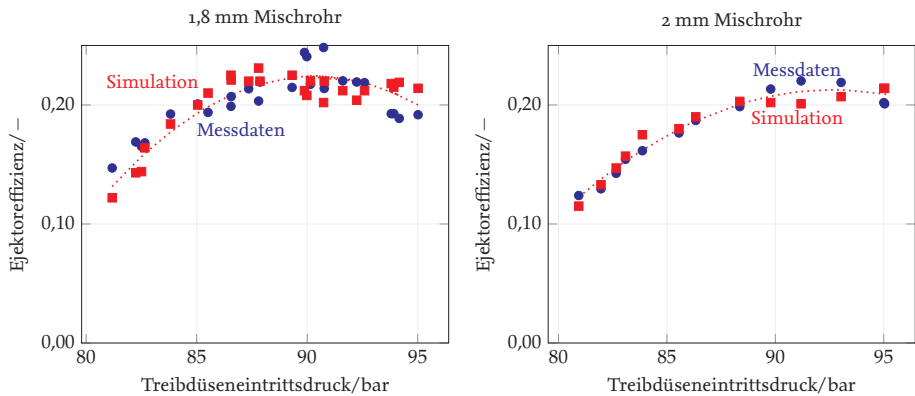 1,8 mm Mischrohr
Ejektoreffizienz/ –
0,20
0,10
0,00
Simulation
Messdaten
80
85
90
95
Treibdüseneintrittsdruck/bar
2 mm Mischrohr
Ejektoreffizienz/ –
0,20
0,10
0,00
Messdaten
Simulation
80
85
90
95
Treibdüseneintrittsdruck/bar